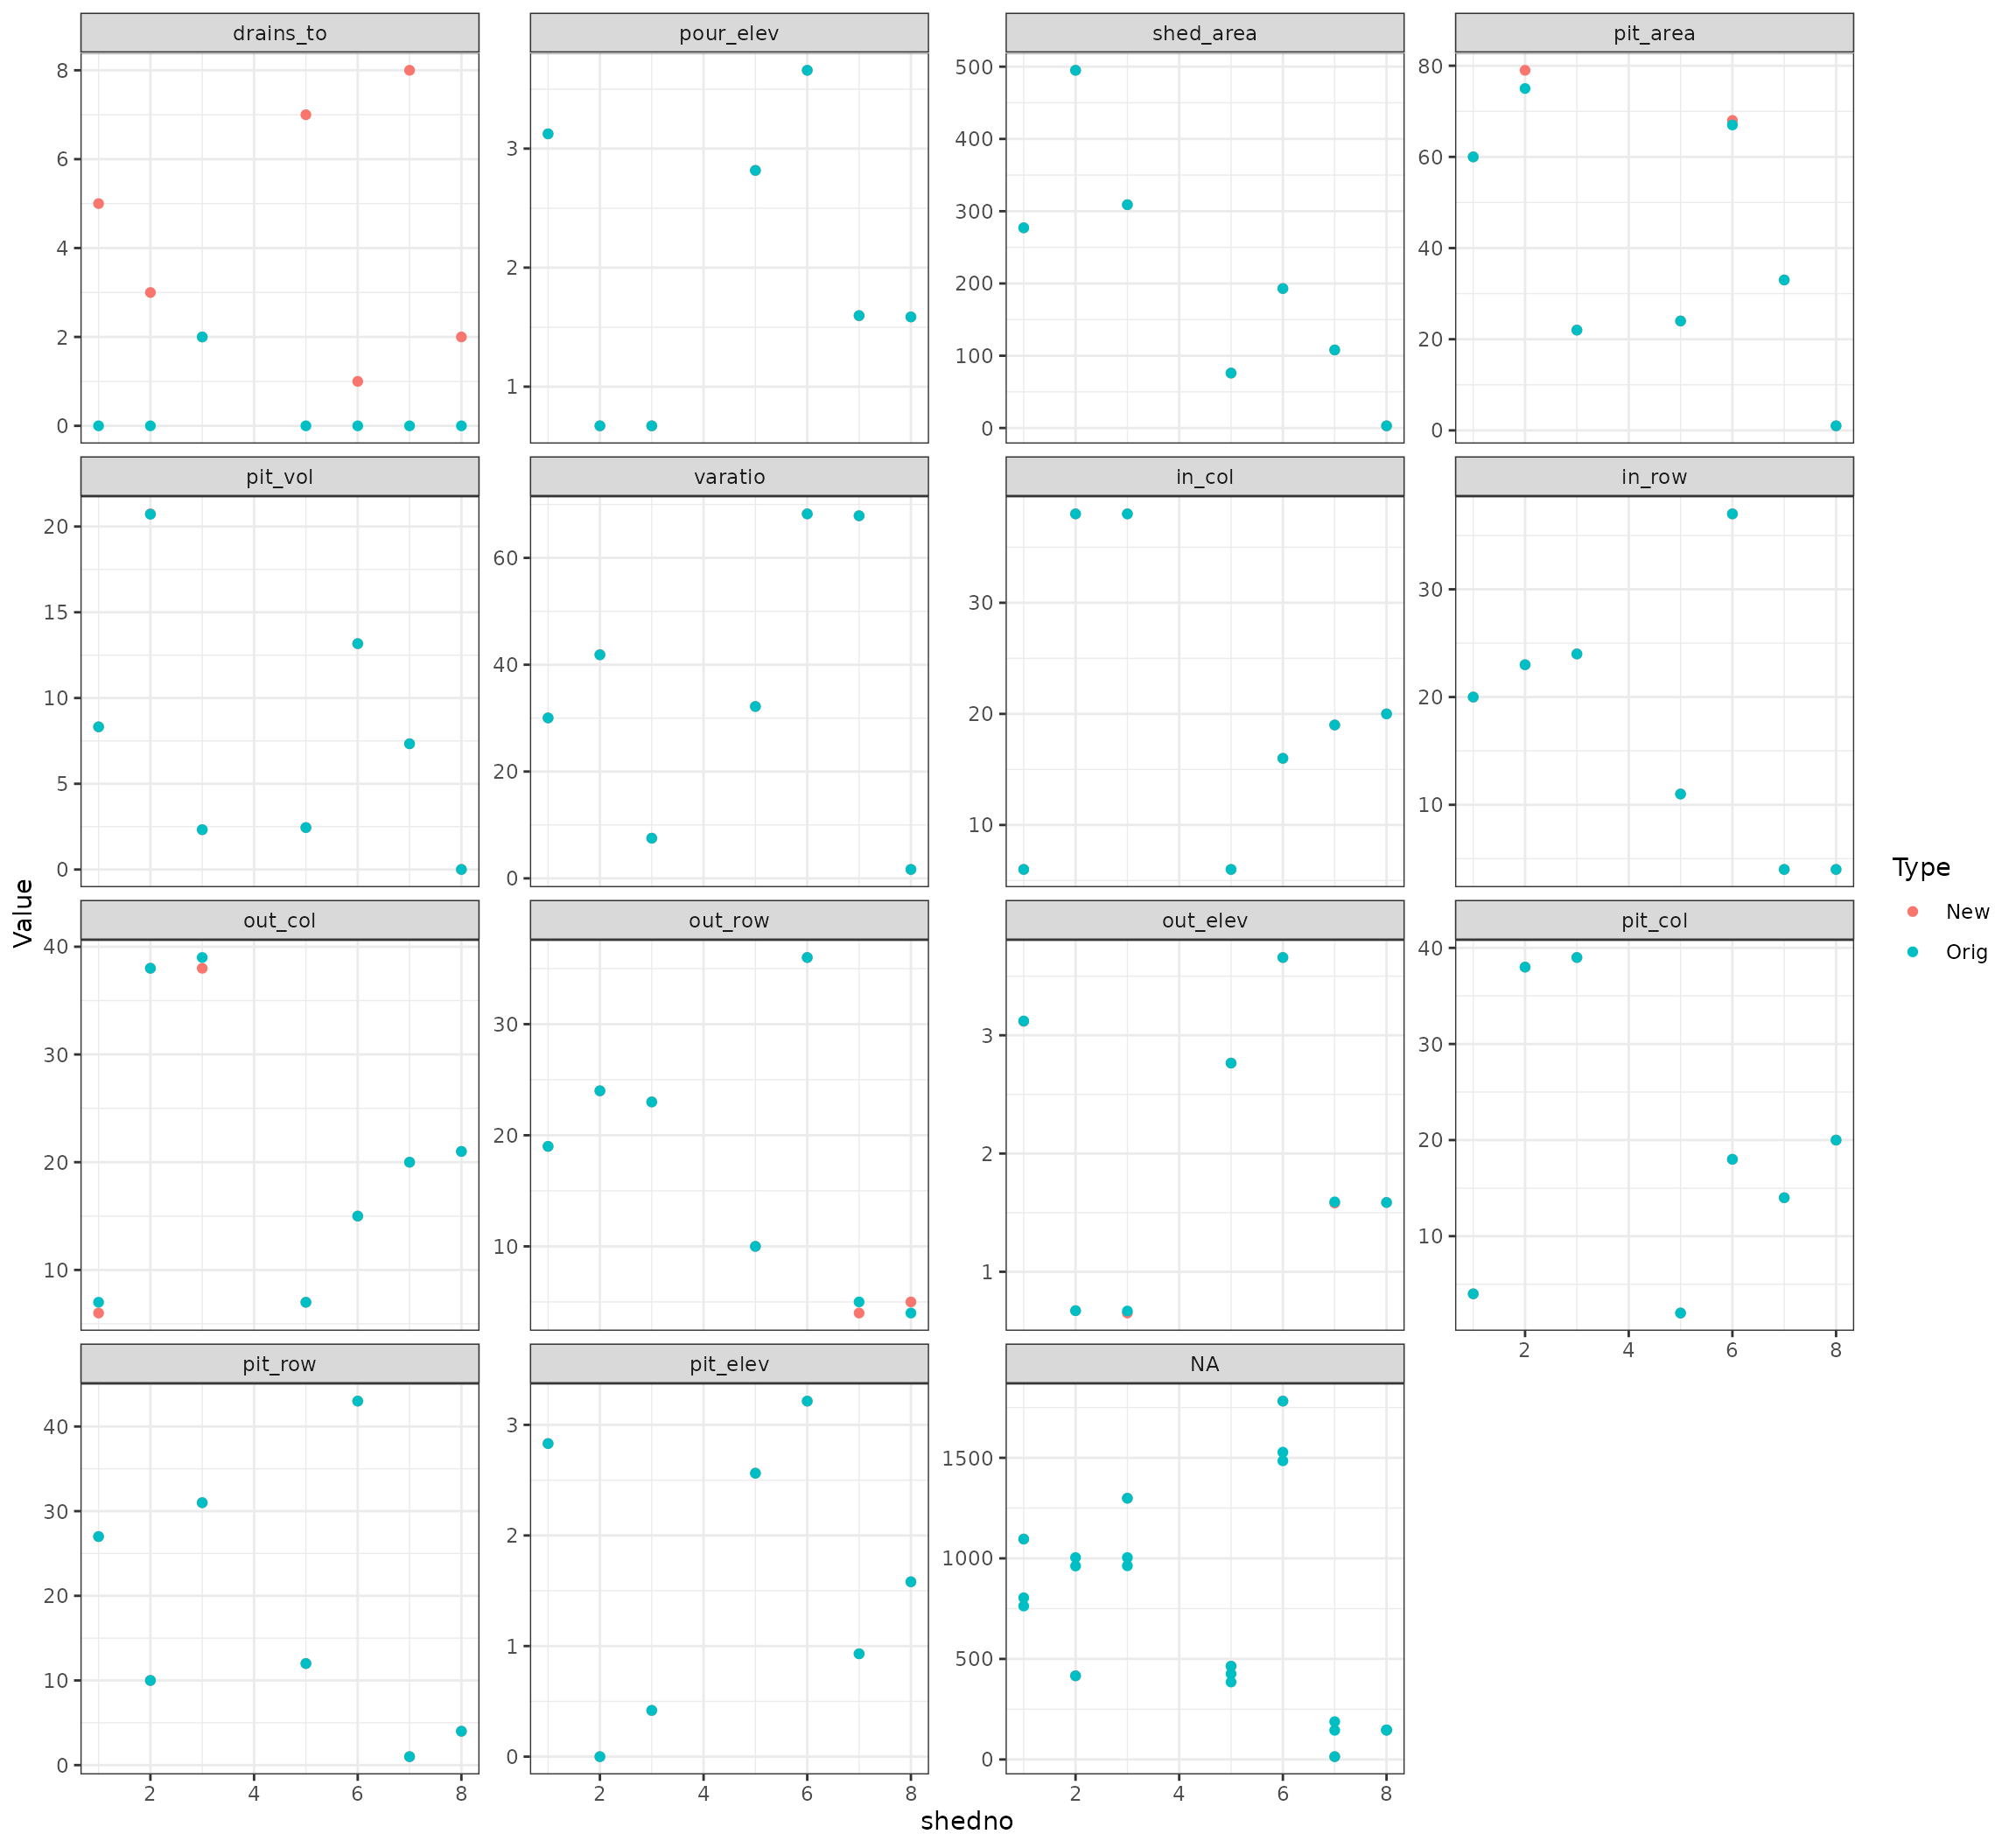 drains_to pour_elev shed_area pit_area
8 6 4 2 0
3 2 1
500 400 300 200 100 0
80 60 40 20 0
pit_vol varatio in_col in_row
20 15 10 5 0
60 40 20 0
30 20 10
30 20 10
out_col out_row out_elev pit_col
40 30 20 10
30 20 10
3 2 1
40 30 20 10
2 4 6 8
pit_row pit_elev NA
40 30 20 10 0
3 2 1 0
1500 1000 500 0
2 4 6 8 2 4 6 8 2 4 6 8
shedno
Value
Type
New
Orig